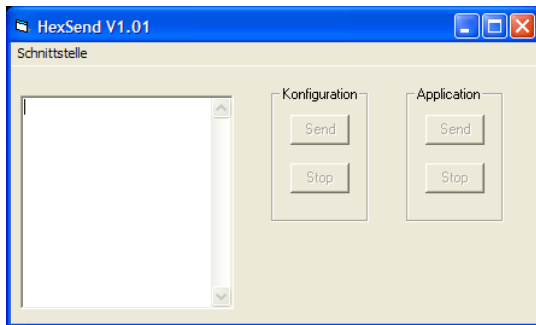 HexSend V1.01
Schnittstelle
Konfiguration
Send
Stop
Application
Send
Stop